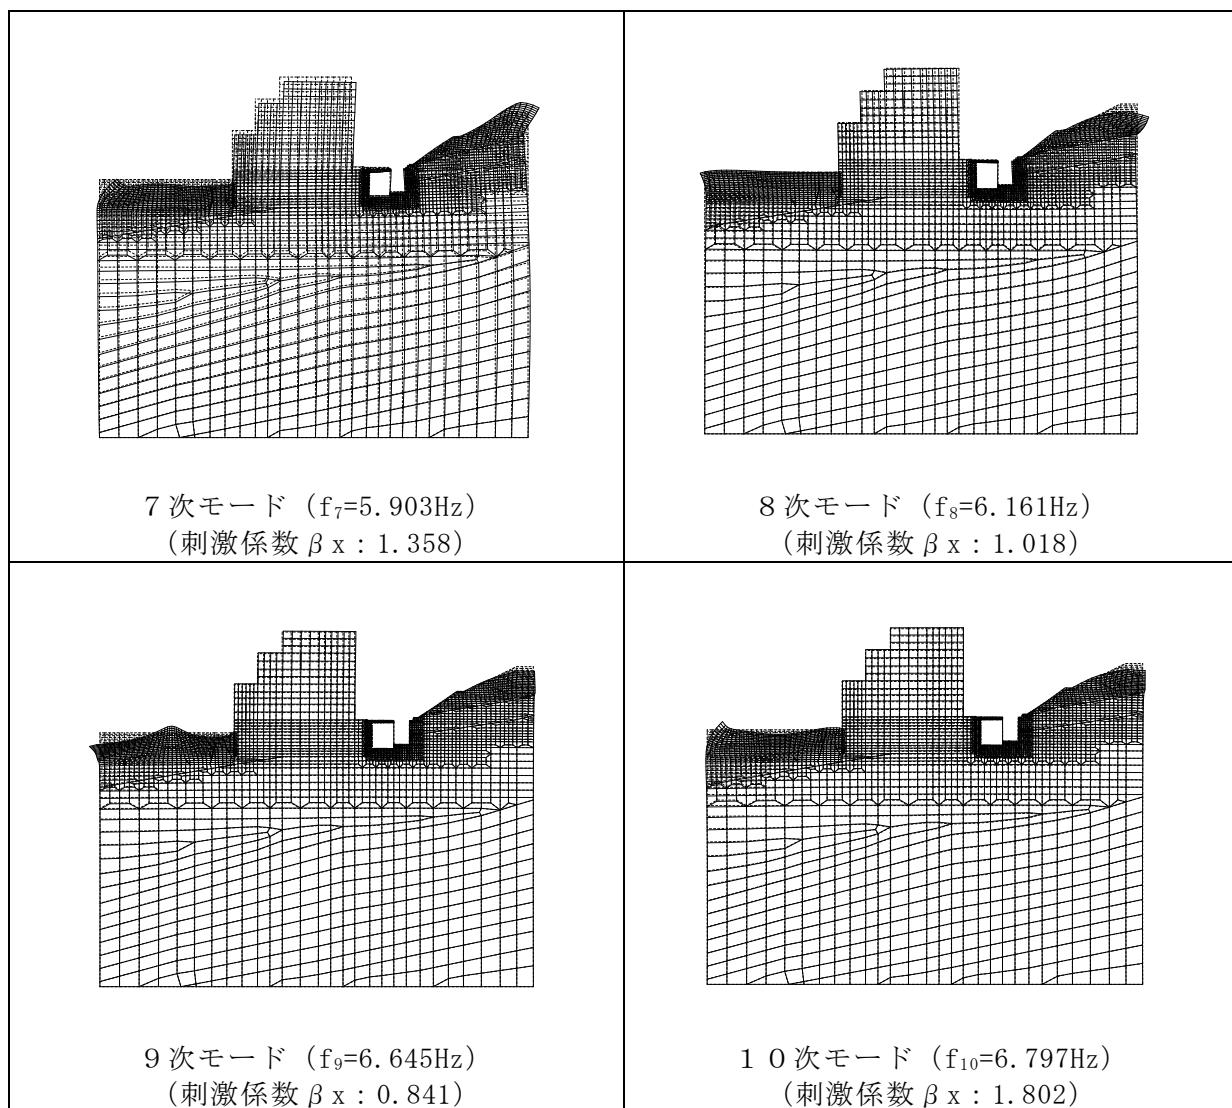 ７次モード（f₇=5.903Hz）
（刺激係数βx：1.358）
８次モード（f₈=6.161Hz）
（刺激係数βx：1.018）
９次モード（f₉=6.645Hz）
（刺激係数βx：0.841）
１０次モード（f₁₀=6.797Hz）
（刺激係数βx：1.802）